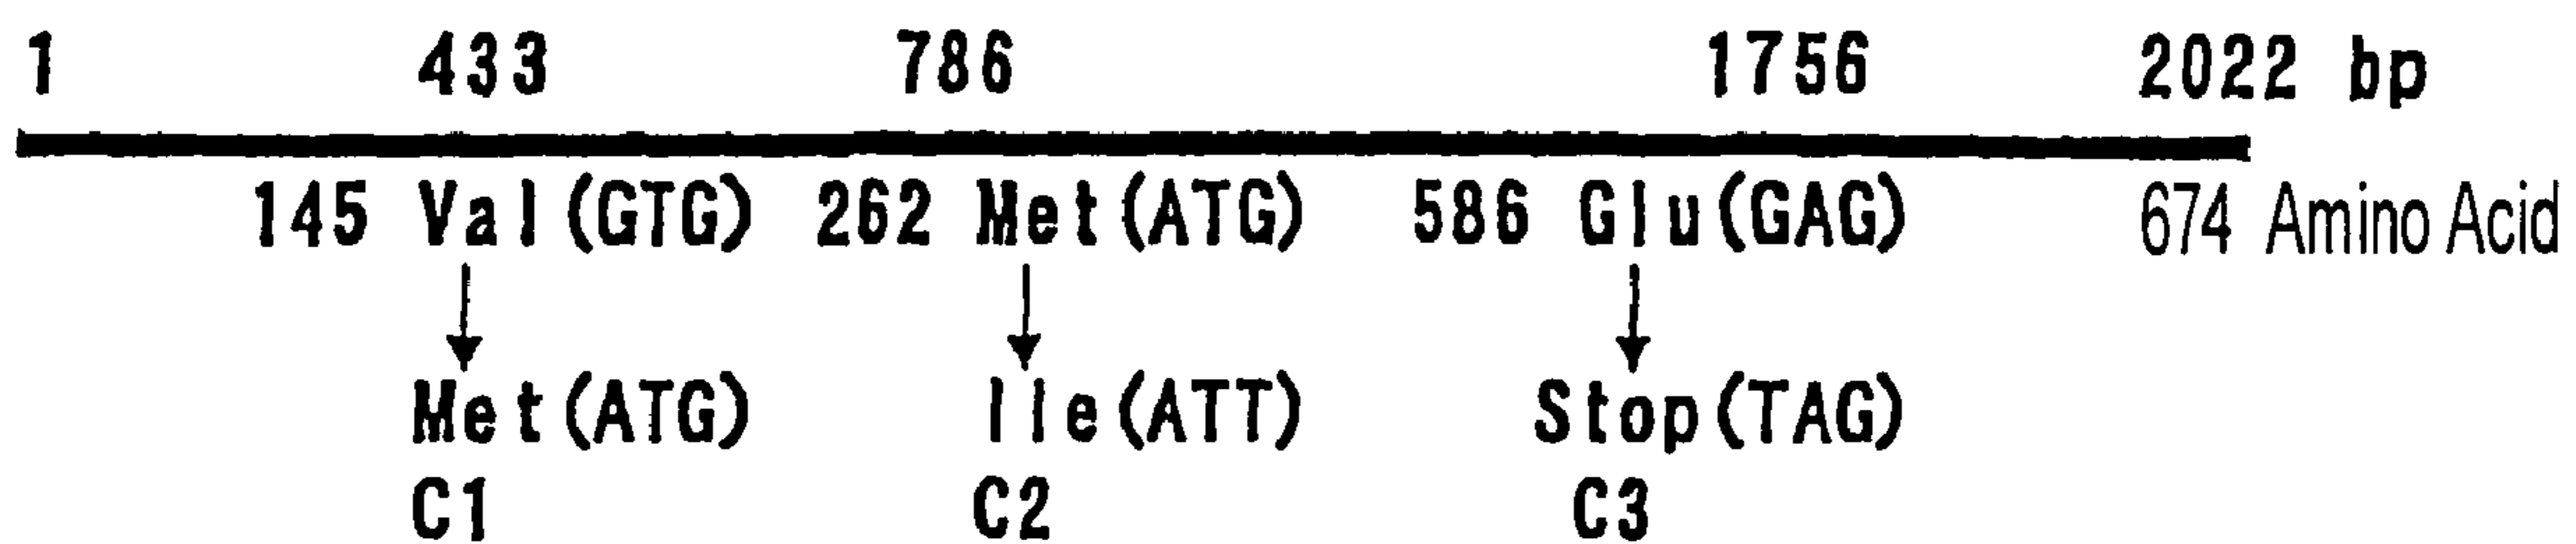 1 433 786 1756 2022 bp
145 Val(GTG) 262 Met(ATG) 586 Glu(GAG) 674 Amino Acid
Met(ATG) Ile(ATT) Stop(TAG)
C1 C2 C3